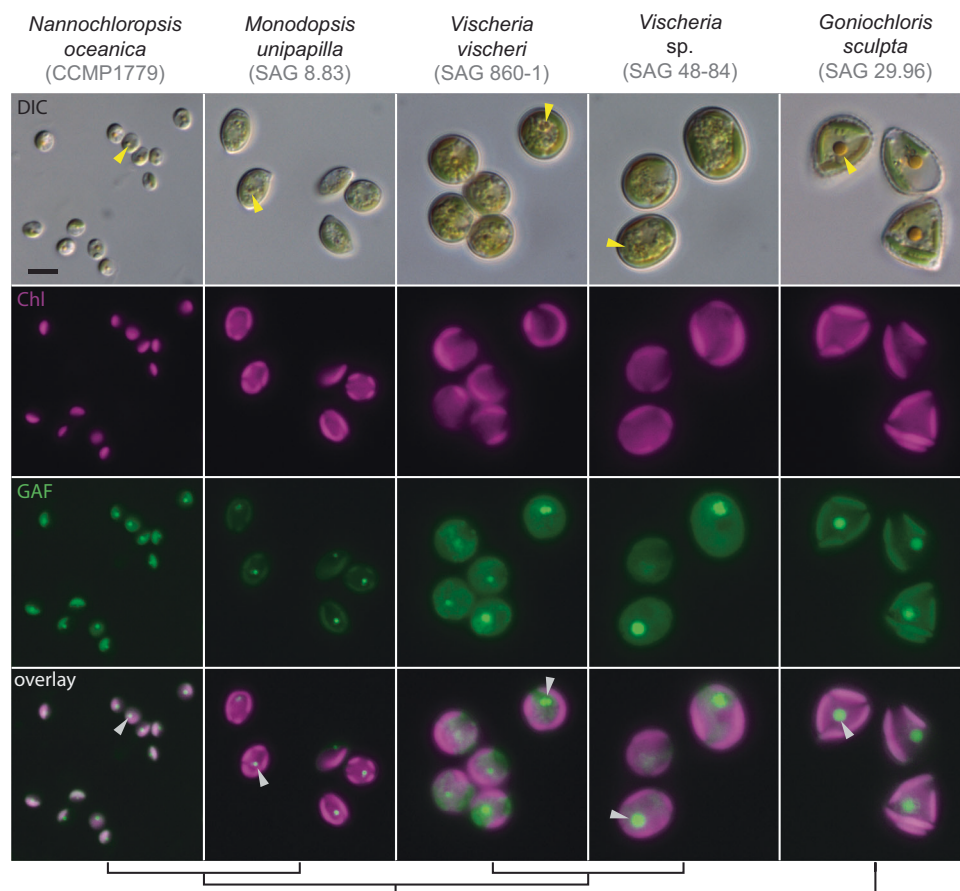 Nannochloropsis
oceanica
(CCMP1779)
Monodopsis
unipapilla
(SAG 8.83)
Vischeria
vischeri
(SAG 860-1)
Vischeria
sp.
(SAG 48-84)
Goniochloris
sculpta
(SAG 29.96)
DIC
Chl
GAF
overlay